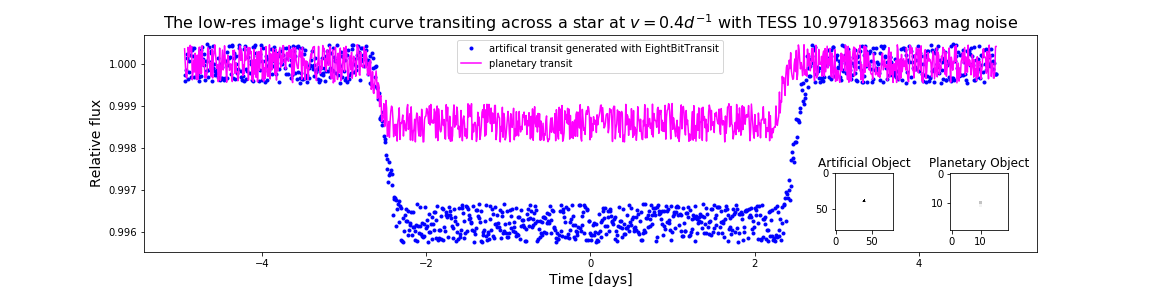 The low-res image's light curve transiting across a star at v = 0.4d⁻¹ with TESS 10.9791835663 mag noise
artifical transit generated with EightBitTransit
planetary transit
Relative flux
1.000
0.999
0.998
0.997
0.996
Artificial Object
0
50
0
50
Planetary Object
0
10
0
10
−4
−2
0
2
4
Time [days]